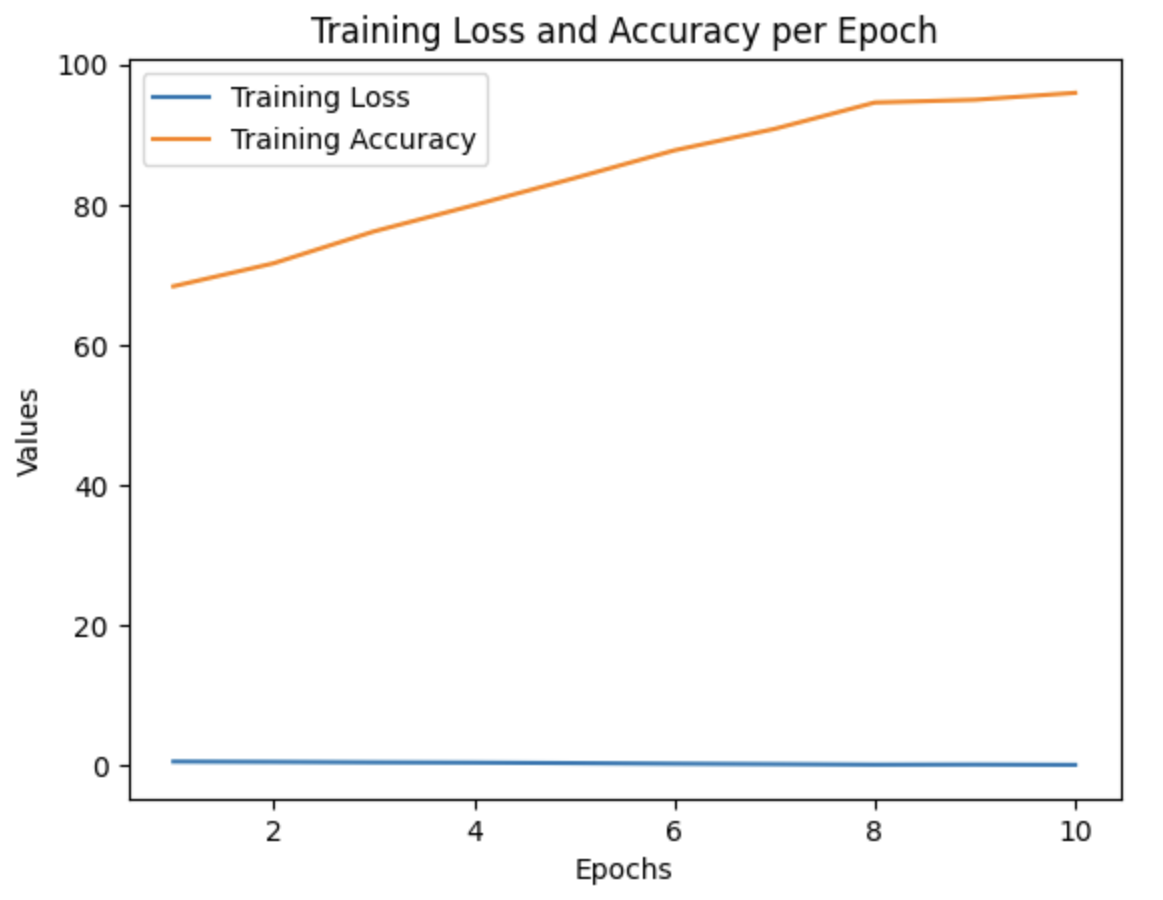 Training Loss and Accuracy per Epoch
100
Training Loss
Training Accuracy
80
60
Values
40
20
0
2 4 6 8 10
Epochs